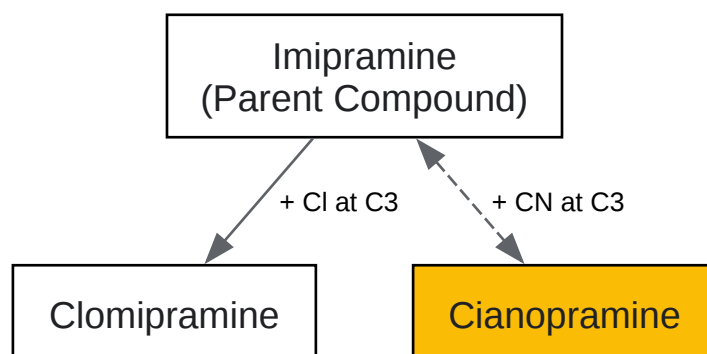 Imipramine
(Parent Compound)
+ Cl at C3
+ CN at C3
Clomipramine
Cianopramine